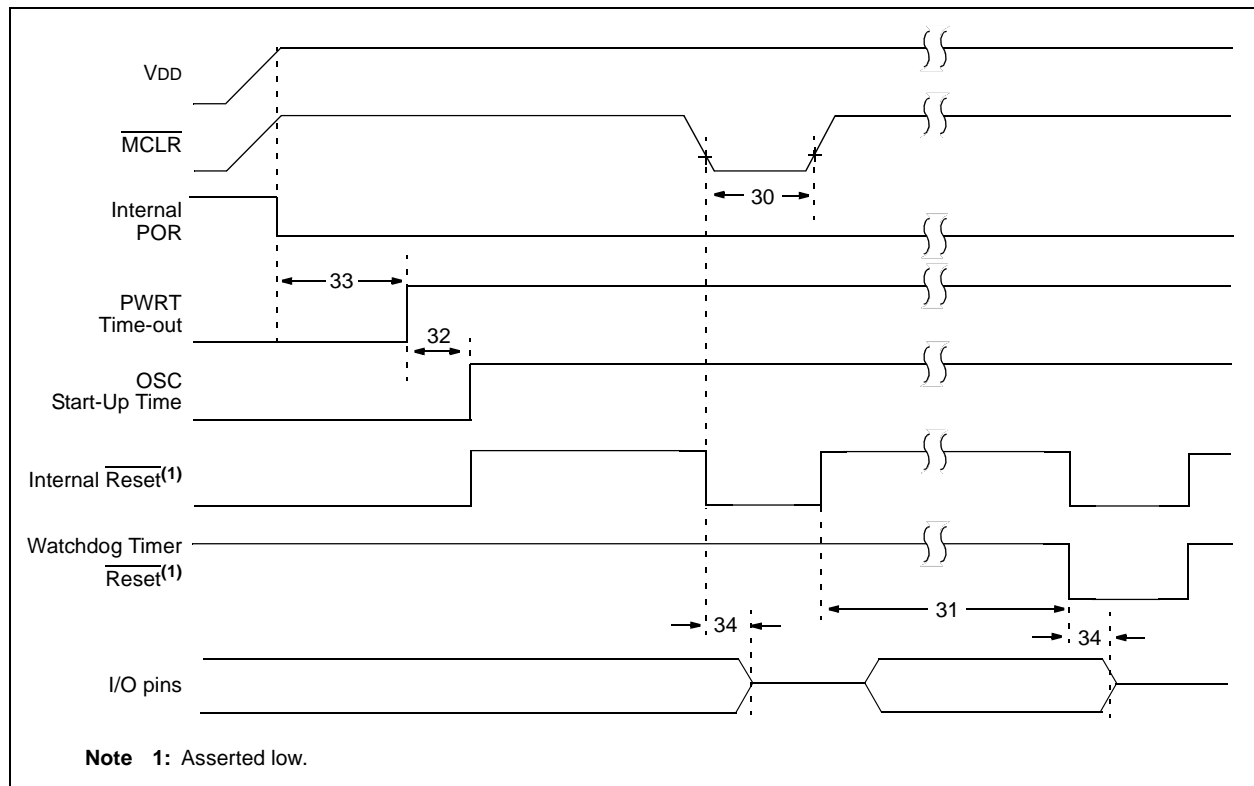 VDD
MCLR
30
Internal
POR
33
PWRT
Time-out
32
OSC
Start-Up Time
Internal Reset(1)
Watchdog Timer
Reset(1)
31
34
34
I/O pins
Note 1: Asserted low.